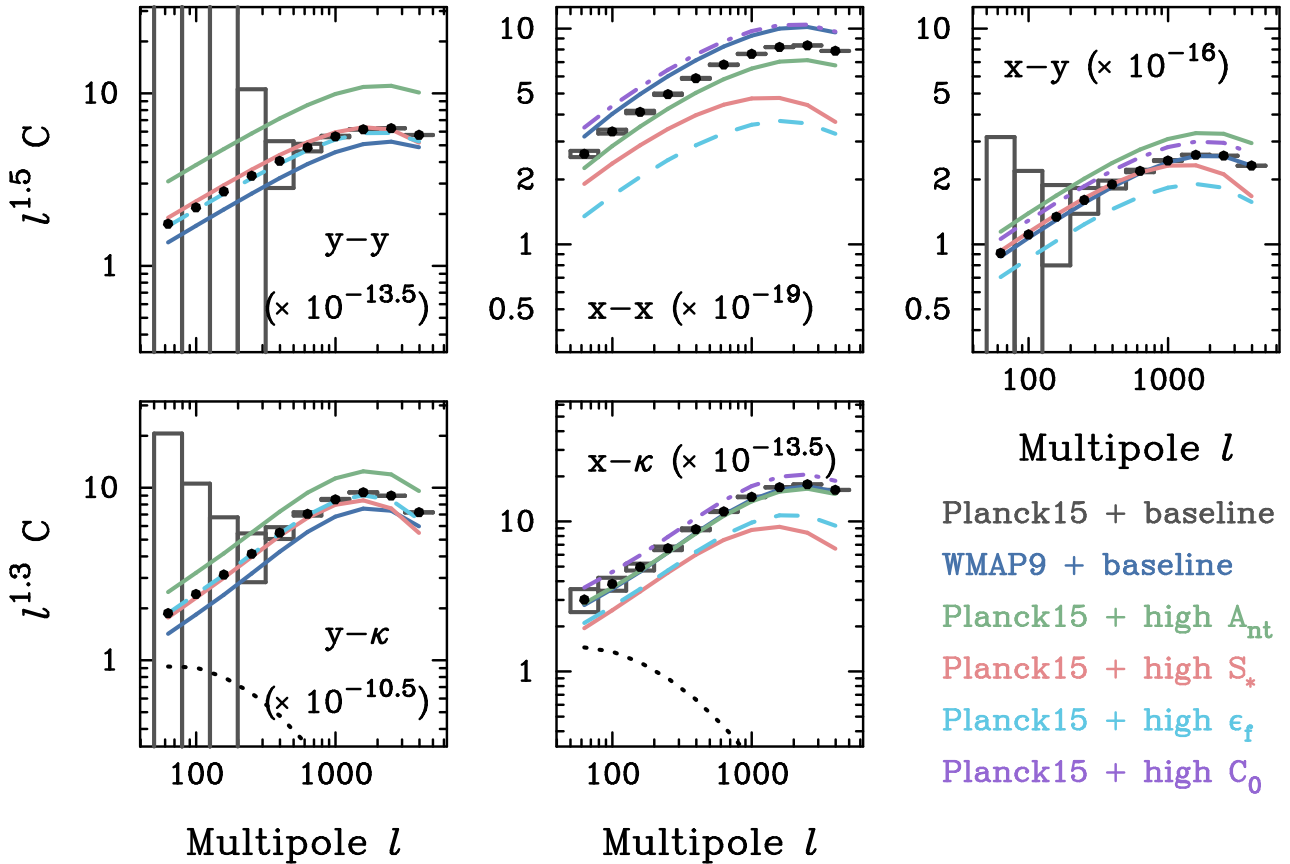 l^1.5 C
10
1
y−y
(× 10^−13.5)
10
5
2
1
0.5
x−x (× 10^−19)
5
2
1
0.5
x−y (× 10^−16)
100 1000
Multipole l
l^1.3 C
10
1
y−κ
(× 10^−10.5)
100 1000
Multipole l
10
1
x−κ (× 10^−13.5)
100 1000
Multipole l
Planck15 + baseline
WMAP9 + baseline
Planck15 + high A_nt
Planck15 + high S_*
Planck15 + high ϵ_f
Planck15 + high C_0